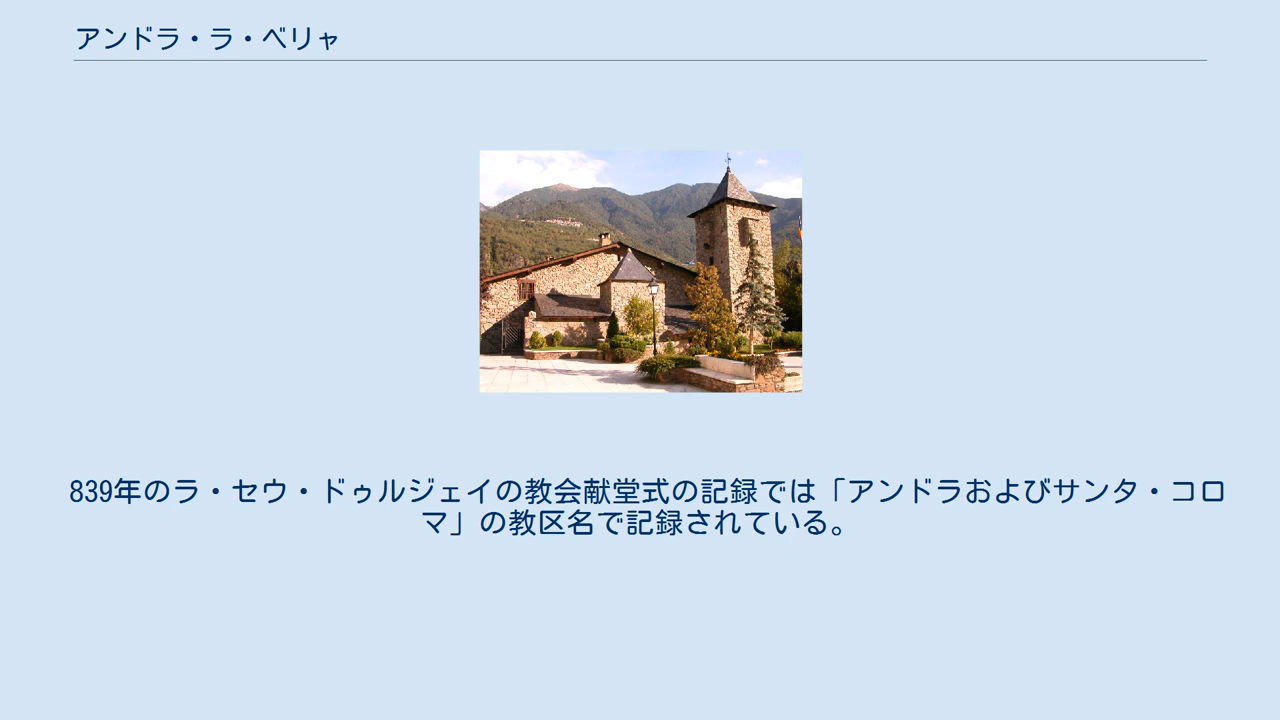 アンドラ・ラ・ベリャ
839年のラ・セウ・ドゥルジェイの教会献堂式の記録では「アンドラおよびサンタ・コロ
マ」の教区名で記録されている。